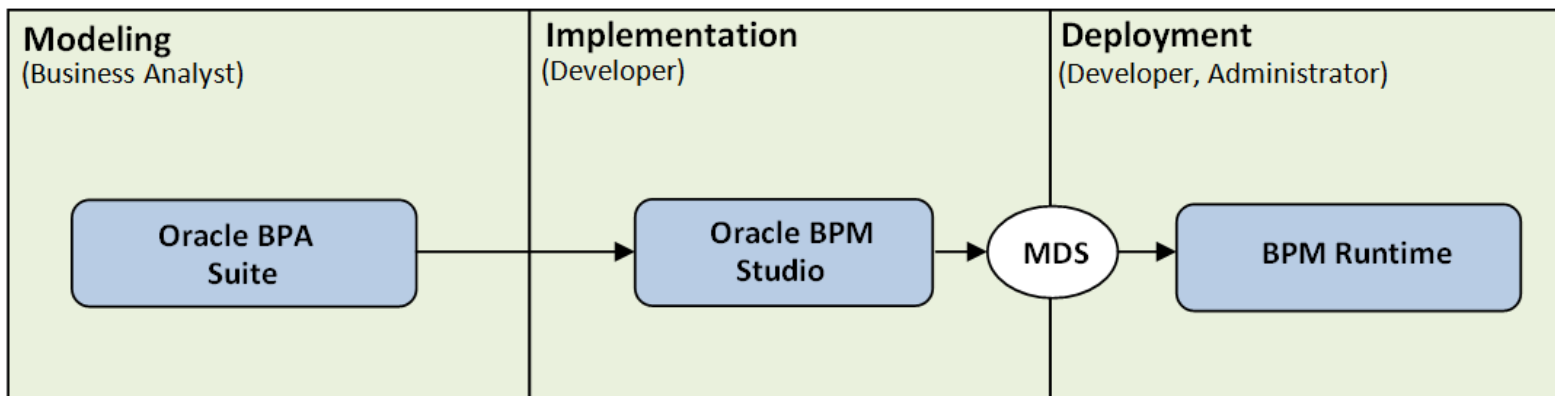 Modeling
(Business Analyst)
Implementation
(Developer)
Deployment
(Developer, Administrator)
Oracle BPA
Suite
Oracle BPM
Studio
MDS
BPM Runtime